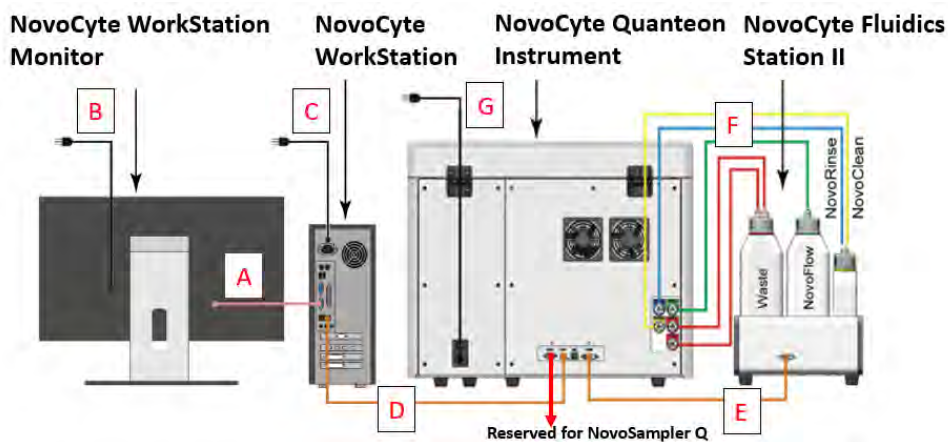 NovoCyte WorkStation
Monitor
NovoCyte
WorkStation
NovoCyte Quanteon
Instrument
NovoCyte Fluidics
Station II
B
C
G
F
A
D
E
NovoRinse
NovoClean
Waste
NovoFlow
Reserved for NovoSampler Q